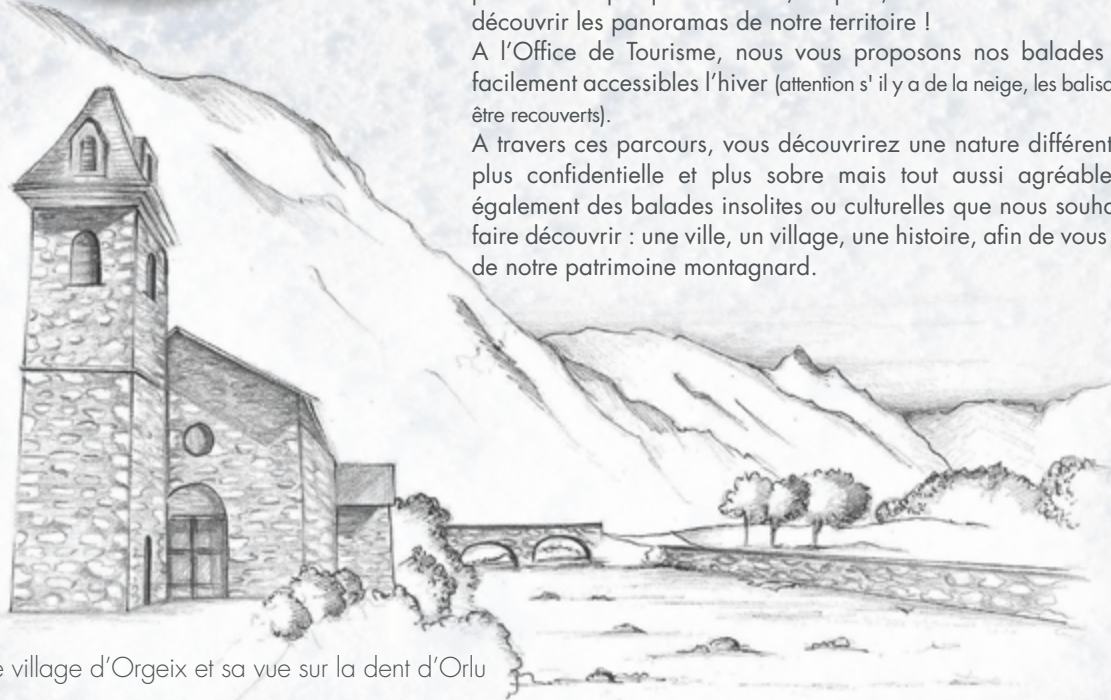 découvrir les panoramas de notre territoire !
A l'Office de Tourisme, nous vous proposons nos balades
facilement accessibles l'hiver (attention s' il y a de la neige, les
être recouverts).
A travers ces parcours, vous découvrirez une nature
plus confidentielle et plus sobre mais tout aussi agréable
également des balades insolites ou culturelles que nous
faire découvrir : une ville, un village, une histoire, afin de vous
de notre patrimoine montagnard.
village d'Orgeix et sa vue sur la dent d'Orlu